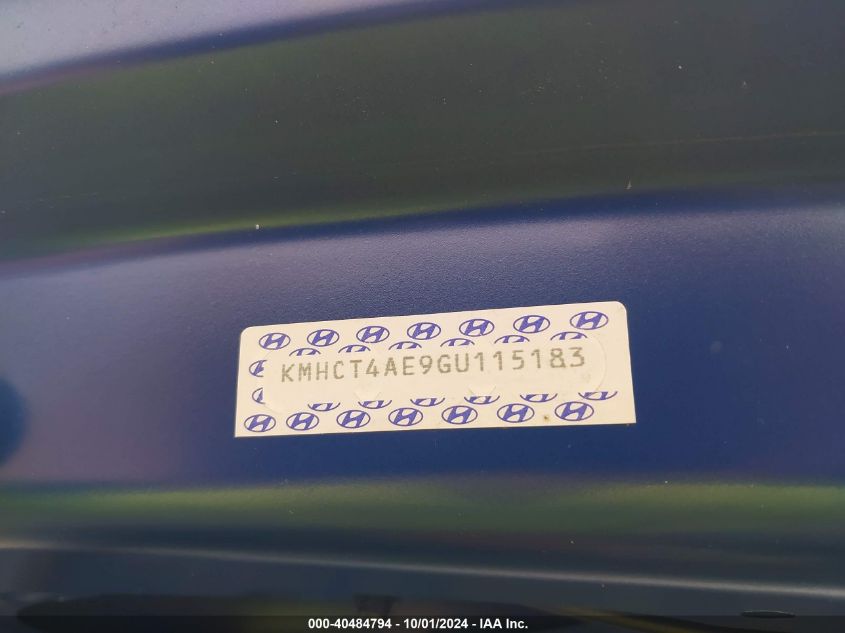 KMHCT4AE9GU115183
000-40484794 - 10/01/2024 - IAA Inc.